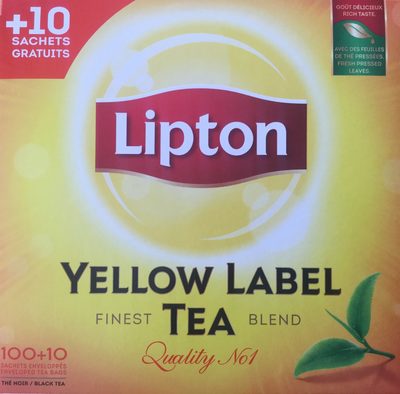 +10
SACHETS
GRATUITS
GOÛT DÉLICIEUX
RICH TASTE.
AVEC DES FEUILLES
DE THÉ PRESSÉES.
FRESH PRESSED
LEAVES.
Lipton
YELLOW LABEL
FINEST TEA BLEND
Quality No1
100+10
SACHETS ENVELOPPÉS
ENVELOPED TEA BAGS
THÉ NOIR / BLACK TEA